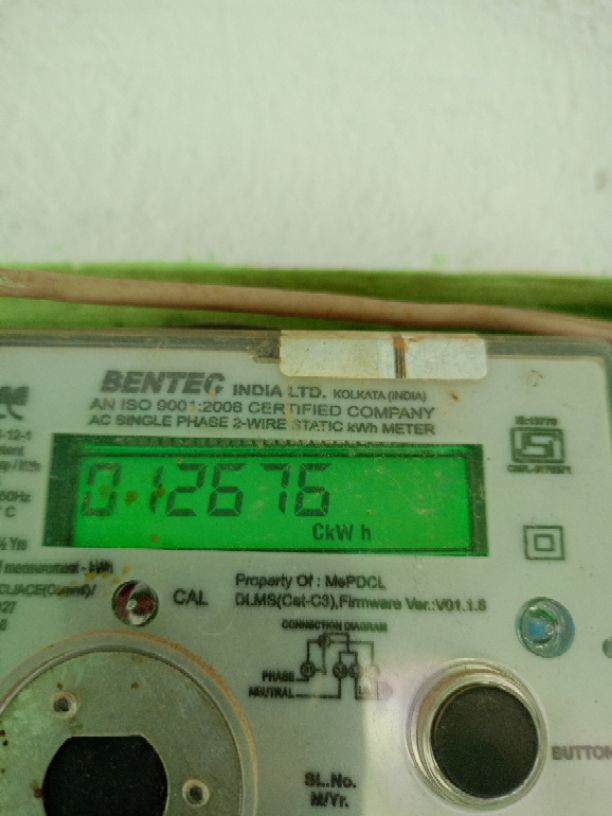 BENTEC INDIA LTD. KOLKATA (INDIA)
AN ISO 9001:2008 CERTIFIED COMPANY
AC SINGLE PHASE 2-WIRE STATIC kWh METER
012676
CkW h
CAL
Property Of : MePDCL
DLMS(Cat-C3),Firmware Ver.:V01.1.8
CONNECTION DIAGRAM
PHASE
NEUTRAL
SL.No.
M/Yr.
BUTTON